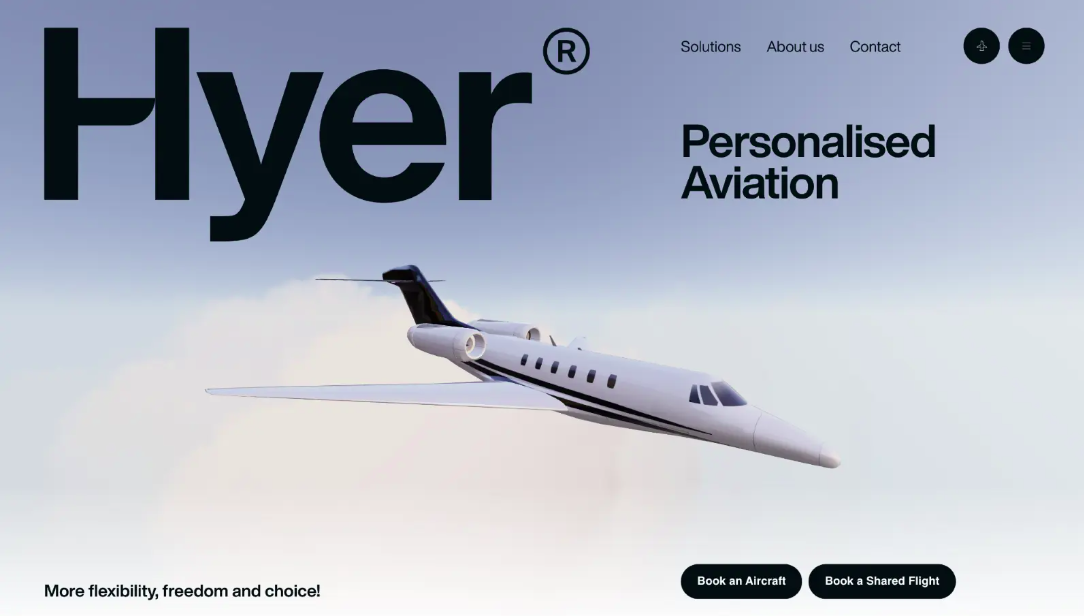 Hyer®
Solutions About us Contact
Personalised
Aviation
More flexibility, freedom and choice!
Book an Aircraft Book a Shared Flight